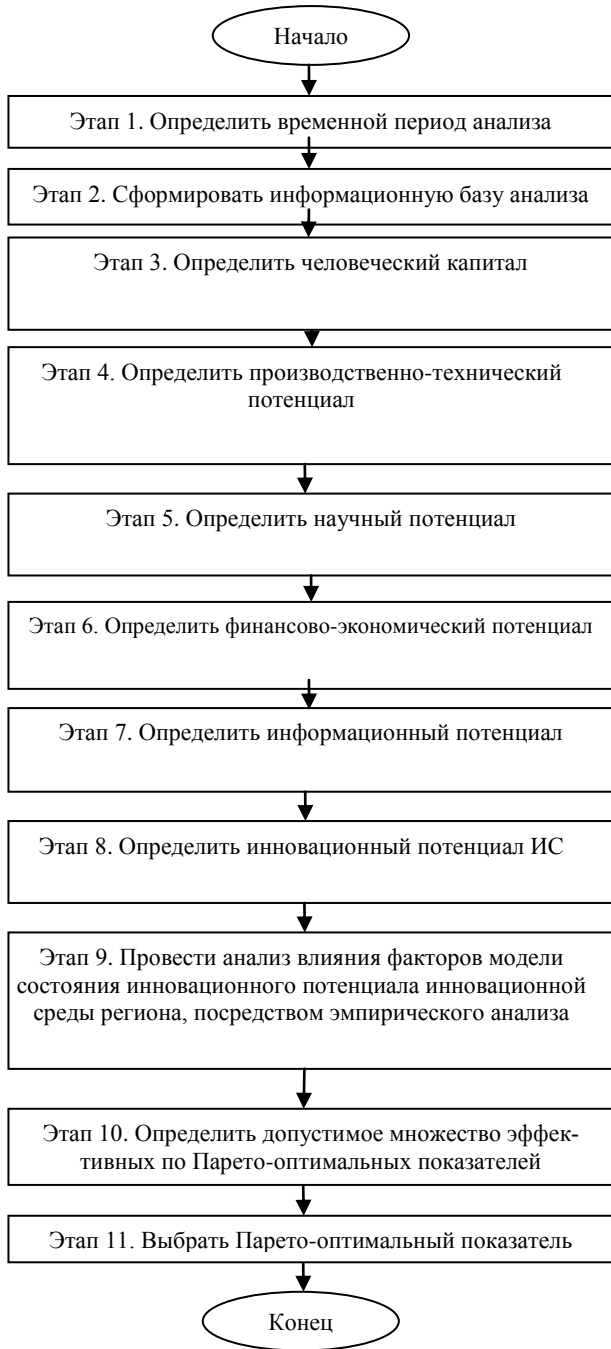 Начало
Этап 1. Определить временной период анализа
Этап 2. Сформировать информационную базу анализа
Этап 3. Определить человеческий капитал
Этап 4. Определить производственно-технический
потенциал
Этап 5. Определить научный потенциал
Этап 6. Определить финансово-экономический потенциал
Этап 7. Определить информационный потенциал
Этап 8. Определить инновационный потенциал ИС
Этап 9. Провести анализ влияния факторов модели
состояния инновационного потенциала инновационной
среды региона, посредством эмпирического анализа
Этап 10. Определить допустимое множество эффек-
тивных по Парето-оптимальных показателей
Этап 11. Выбрать Парето-оптимальный показатель
Конец